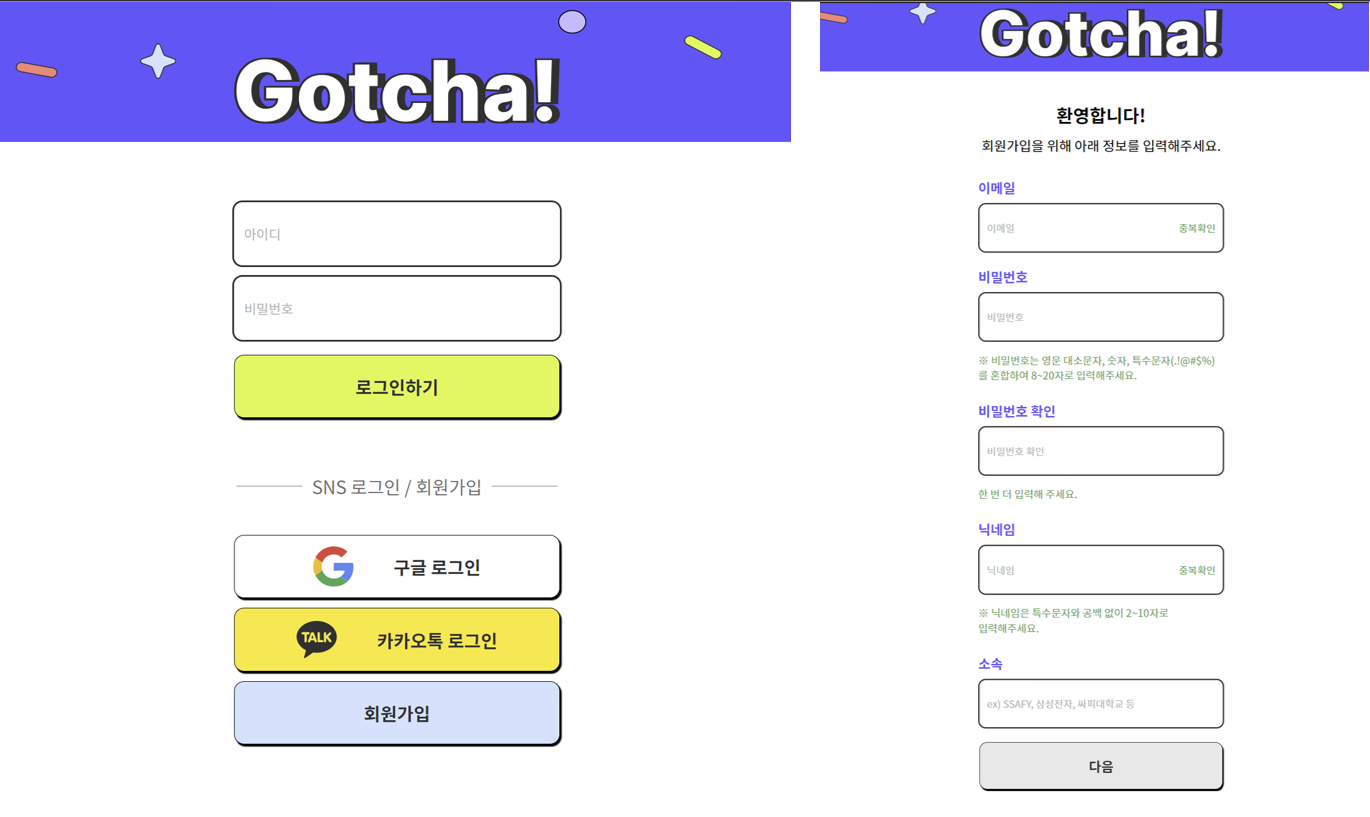 Gotcha!
아이디
비밀번호
로그인하기
SNS 로그인 / 회원가입
구글 로그인
TALK
카카오톡 로그인
회원가입
Gotcha!
환영합니다!
회원가입을 위해 아래 정보를 입력해주세요.
이메일
이메일 중복확인
비밀번호
비밀번호
※ 비밀번호는 영문 대소문자, 숫자, 특수문자(.!@#$%)
를 혼합하여 8~20자로 입력해주세요.
비밀번호 확인
비밀번호 확인
한 번 더 입력해 주세요.
닉네임
닉네임 중복확인
※ 닉네임은 특수문자와 공백 없이 2~10자로
입력해주세요.
소속
ex) SSAFY, 삼성전자, 싸피대학교 등
다음